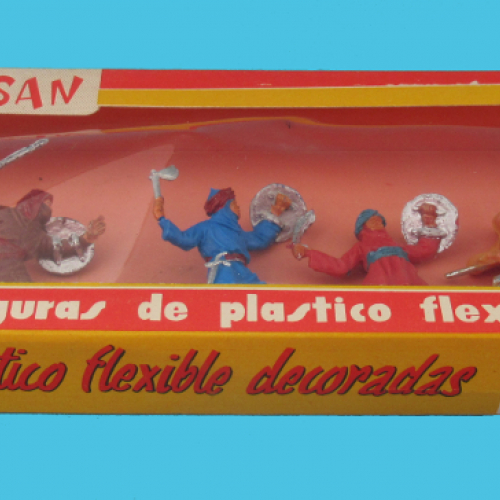 SAN
guras de plastico flex
tico flexible decoradas